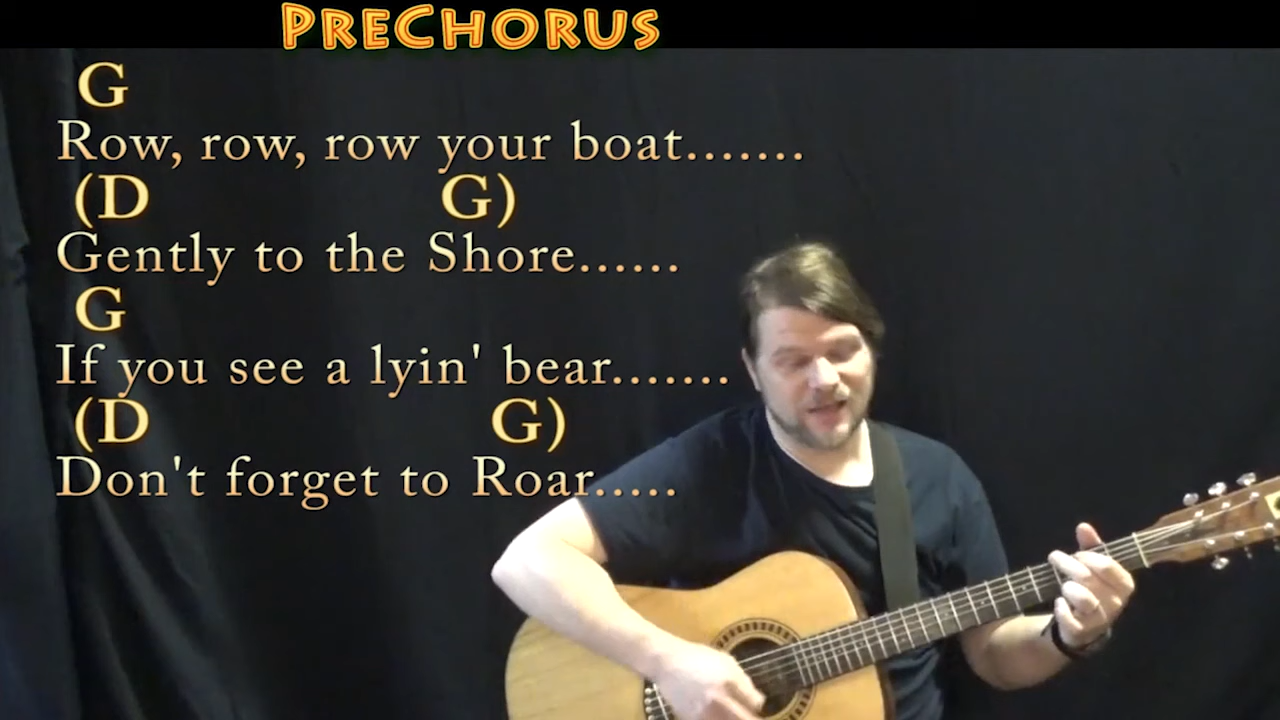 PreChorus
G
Row, row, row your boat.......
(D G)
Gently to the Shore......
G
If you see a lyin' bear.......
(D G)
Don't forget to Roar.....